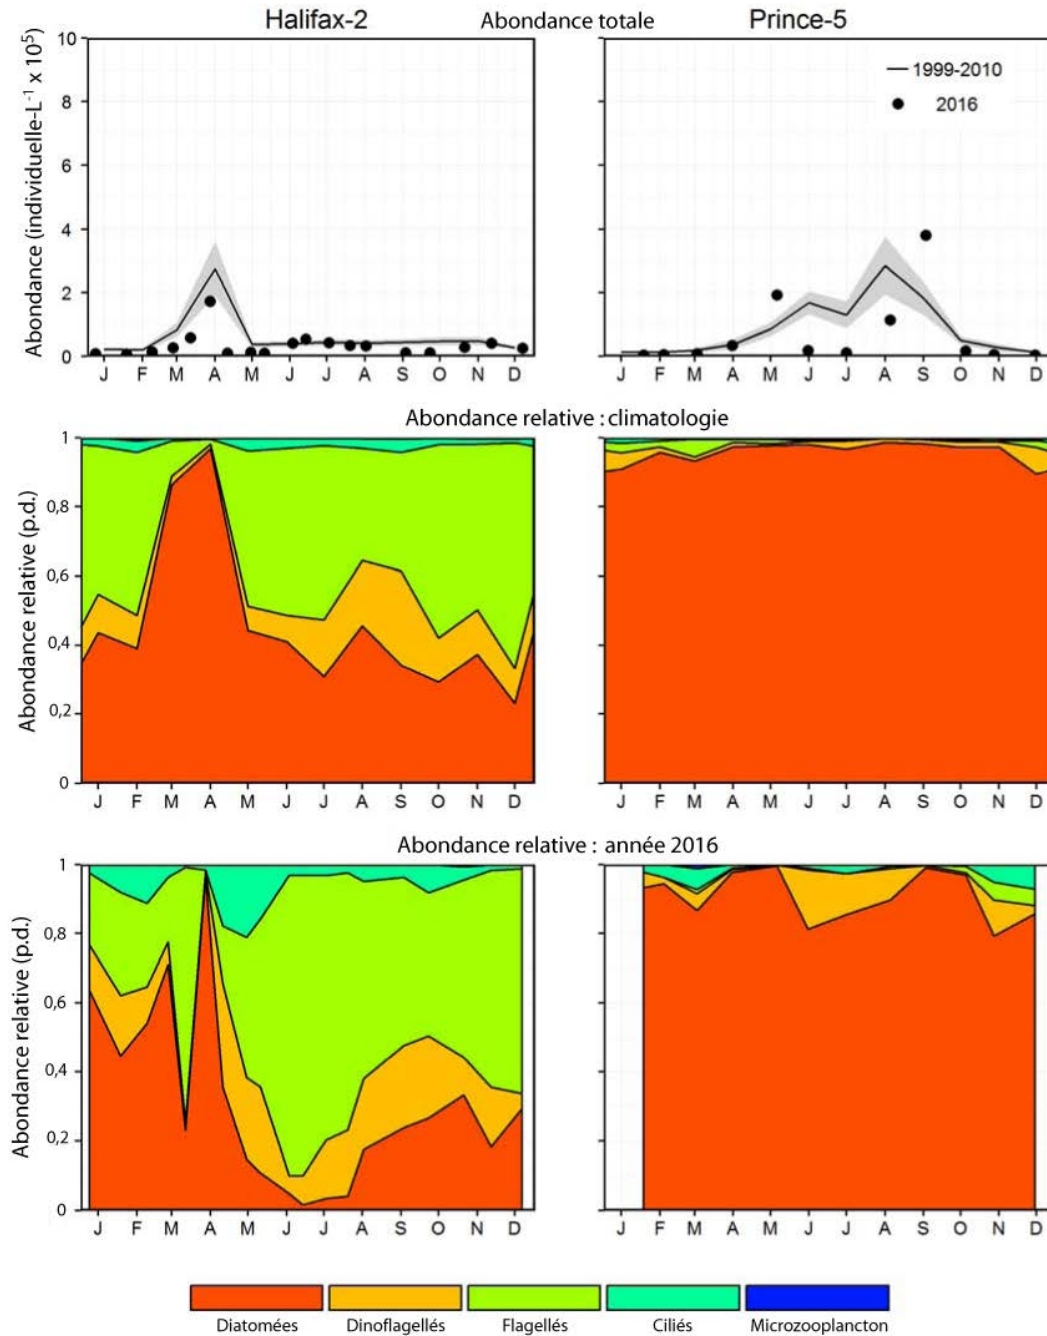 Halifax-2 Abondance totale Prince-5
Abondance (individuelle-L⁻¹ x 10⁵)
10
8
6
4
2
0
1999-2010
2016
J F M A M J J A S O N D
J F M A M J J A S O N D
Abondance relative : climatologie
Abondance relative (p.d.)
1
0,8
0,6
0,4
0,2
0
J F M A M J J A S O N D
J F M A M J J A S O N D
Abondance relative : année 2016
Abondance relative (p.d.)
1
0,8
0,6
0,4
0,2
0
J F M A M J J A S O N D
J F M A M J J A S O N D
Diatomées Dinoflagellés Flagellés Ciliés Microzooplancton